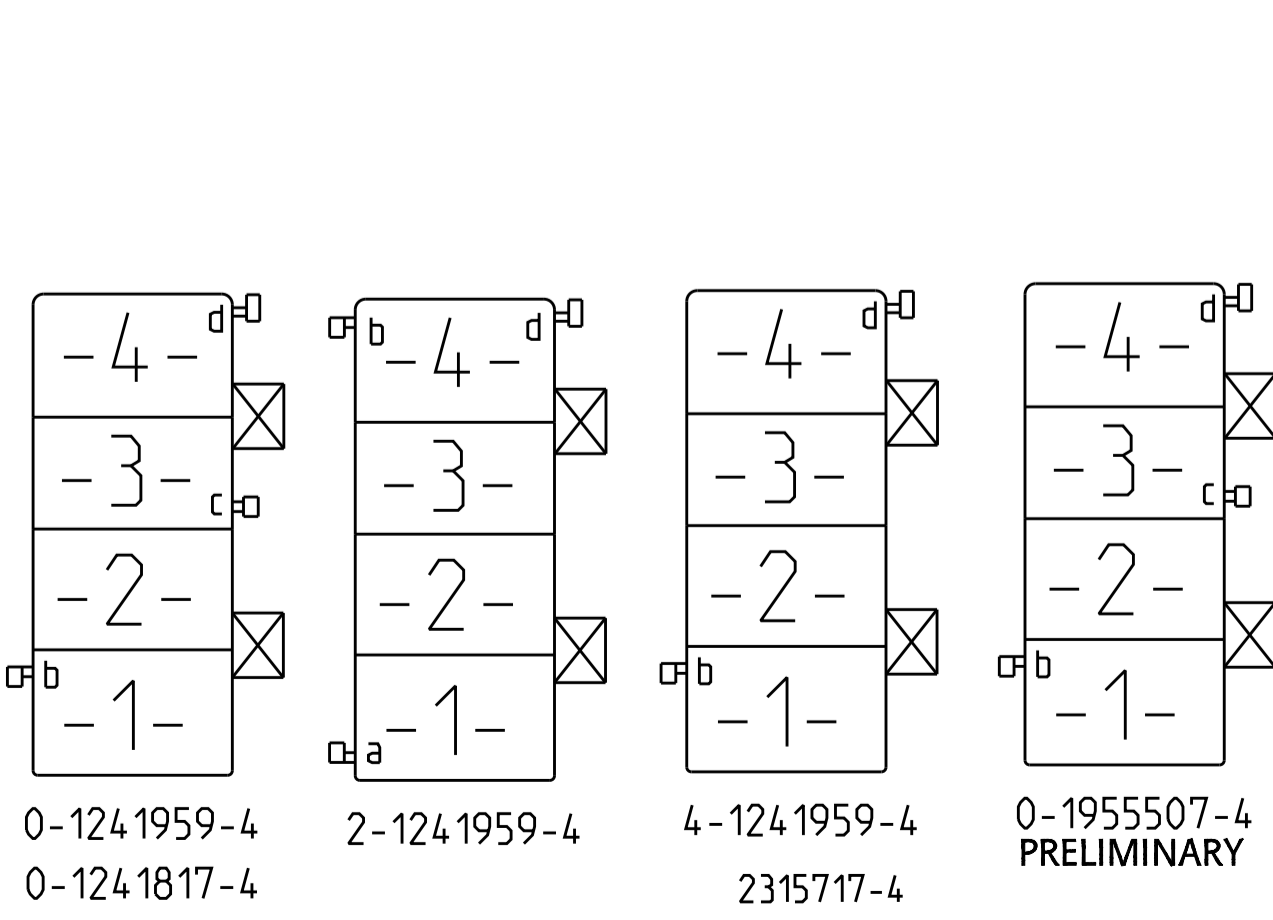 d
-4-
-3-
c
-2-
b
-1-
0-1241959-4
0-1241817-4
b
d
-4-
-3-
-2-
-1-
a
2-1241959-4
d
-4-
-3-
-2-
b
-1-
4-1241959-4
2315717-4
d
-4-
-3-
c
-2-
b
-1-
0-1955507-4
PRELIMINARY